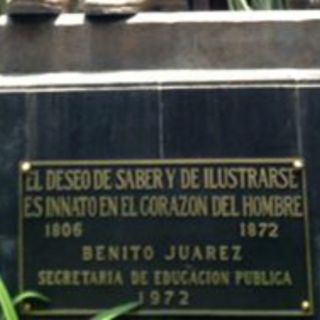 EL DESEO DE SABER Y DE ILUSTRARSE
ES INNATO EN EL CORAZON DEL HOMBRE
1806 1872
BENITO JUAREZ
SECRETARIA DE EDUCACION PUBLICA
1972